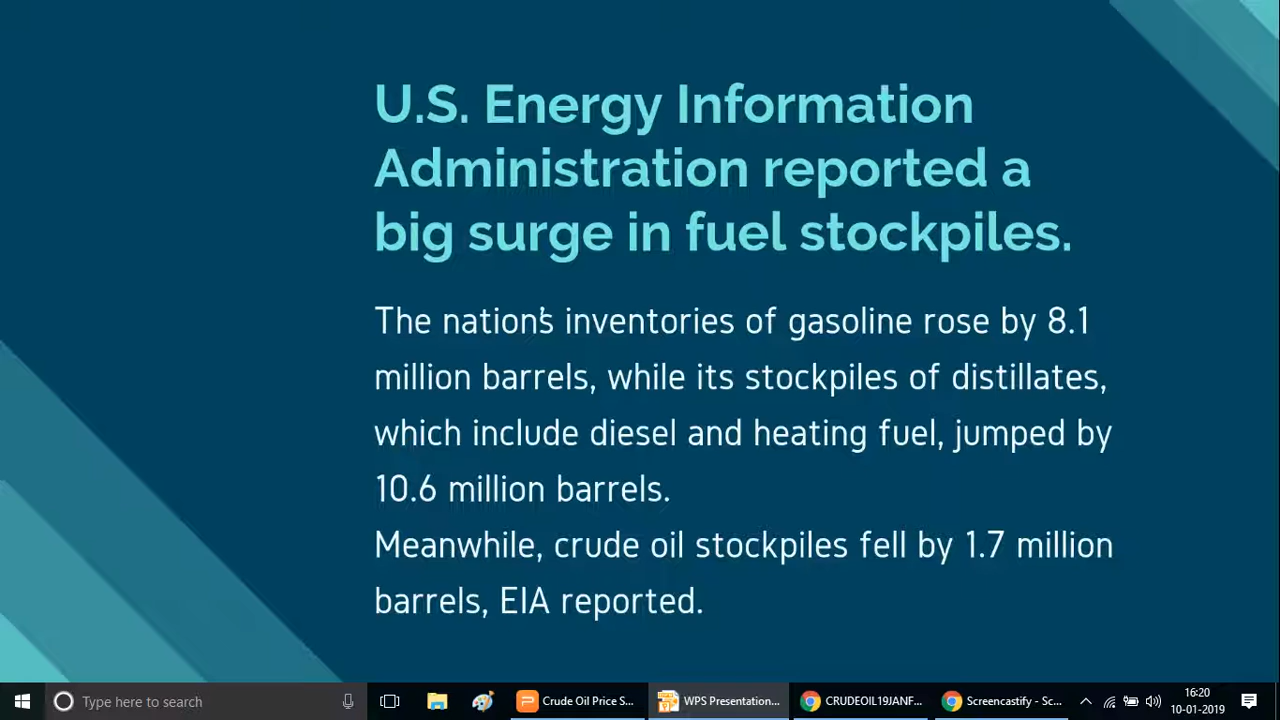 U.S. Energy Information
Administration reported a
big surge in fuel stockpiles.
The nation's inventories of gasoline rose by 8.1
million barrels, while its stockpiles of distillates,
which include diesel and heating fuel, jumped by
10.6 million barrels.
Meanwhile, crude oil stockpiles fell by 1.7 million
barrels, EIA reported.
Type here to search
Crude Oil Price S...
WPS Presentation...
CRUDEOIL19JANF...
Screencastify - Sc...
16:20
10-01-2019